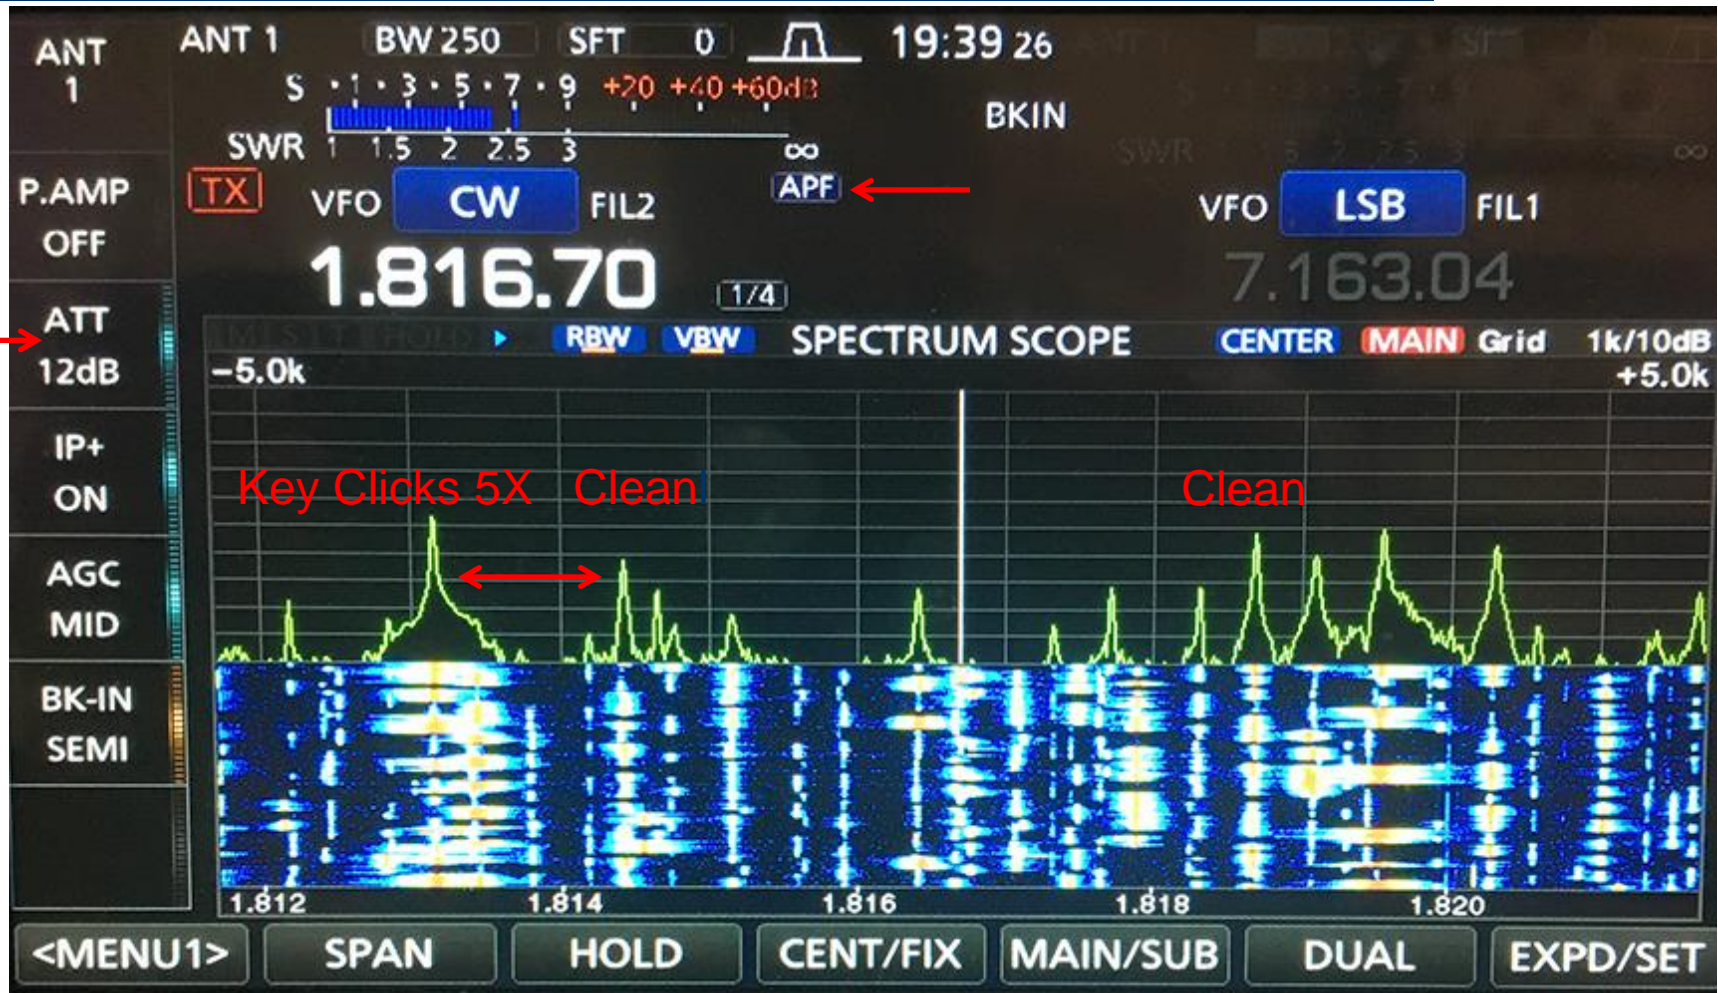 ANT
1
ANT 1 BW 250 SFT 0 19:39 26
S 1 3 5 7 9 +20 +40 +60dB
BKIN
SWR 1 1.5 2 2.5 3 ∞
P.AMP
OFF
TX VFO CW FIL2 APF VFO LSB FIL1
1.816.70 1/4 7.163.04
ATT
12dB
RBW VBW SPECTRUM SCOPE CENTER MAIN Grid 1k/10dB
-5.0k +5.0k
IP+
ON
Key Clicks 5X Clean Clean
AGC
MID
BK-IN
SEMI
1.812 1.814 1.816 1.818 1.820
<MENU1> SPAN HOLD CENT/FIX MAIN/SUB DUAL EXPD/SET